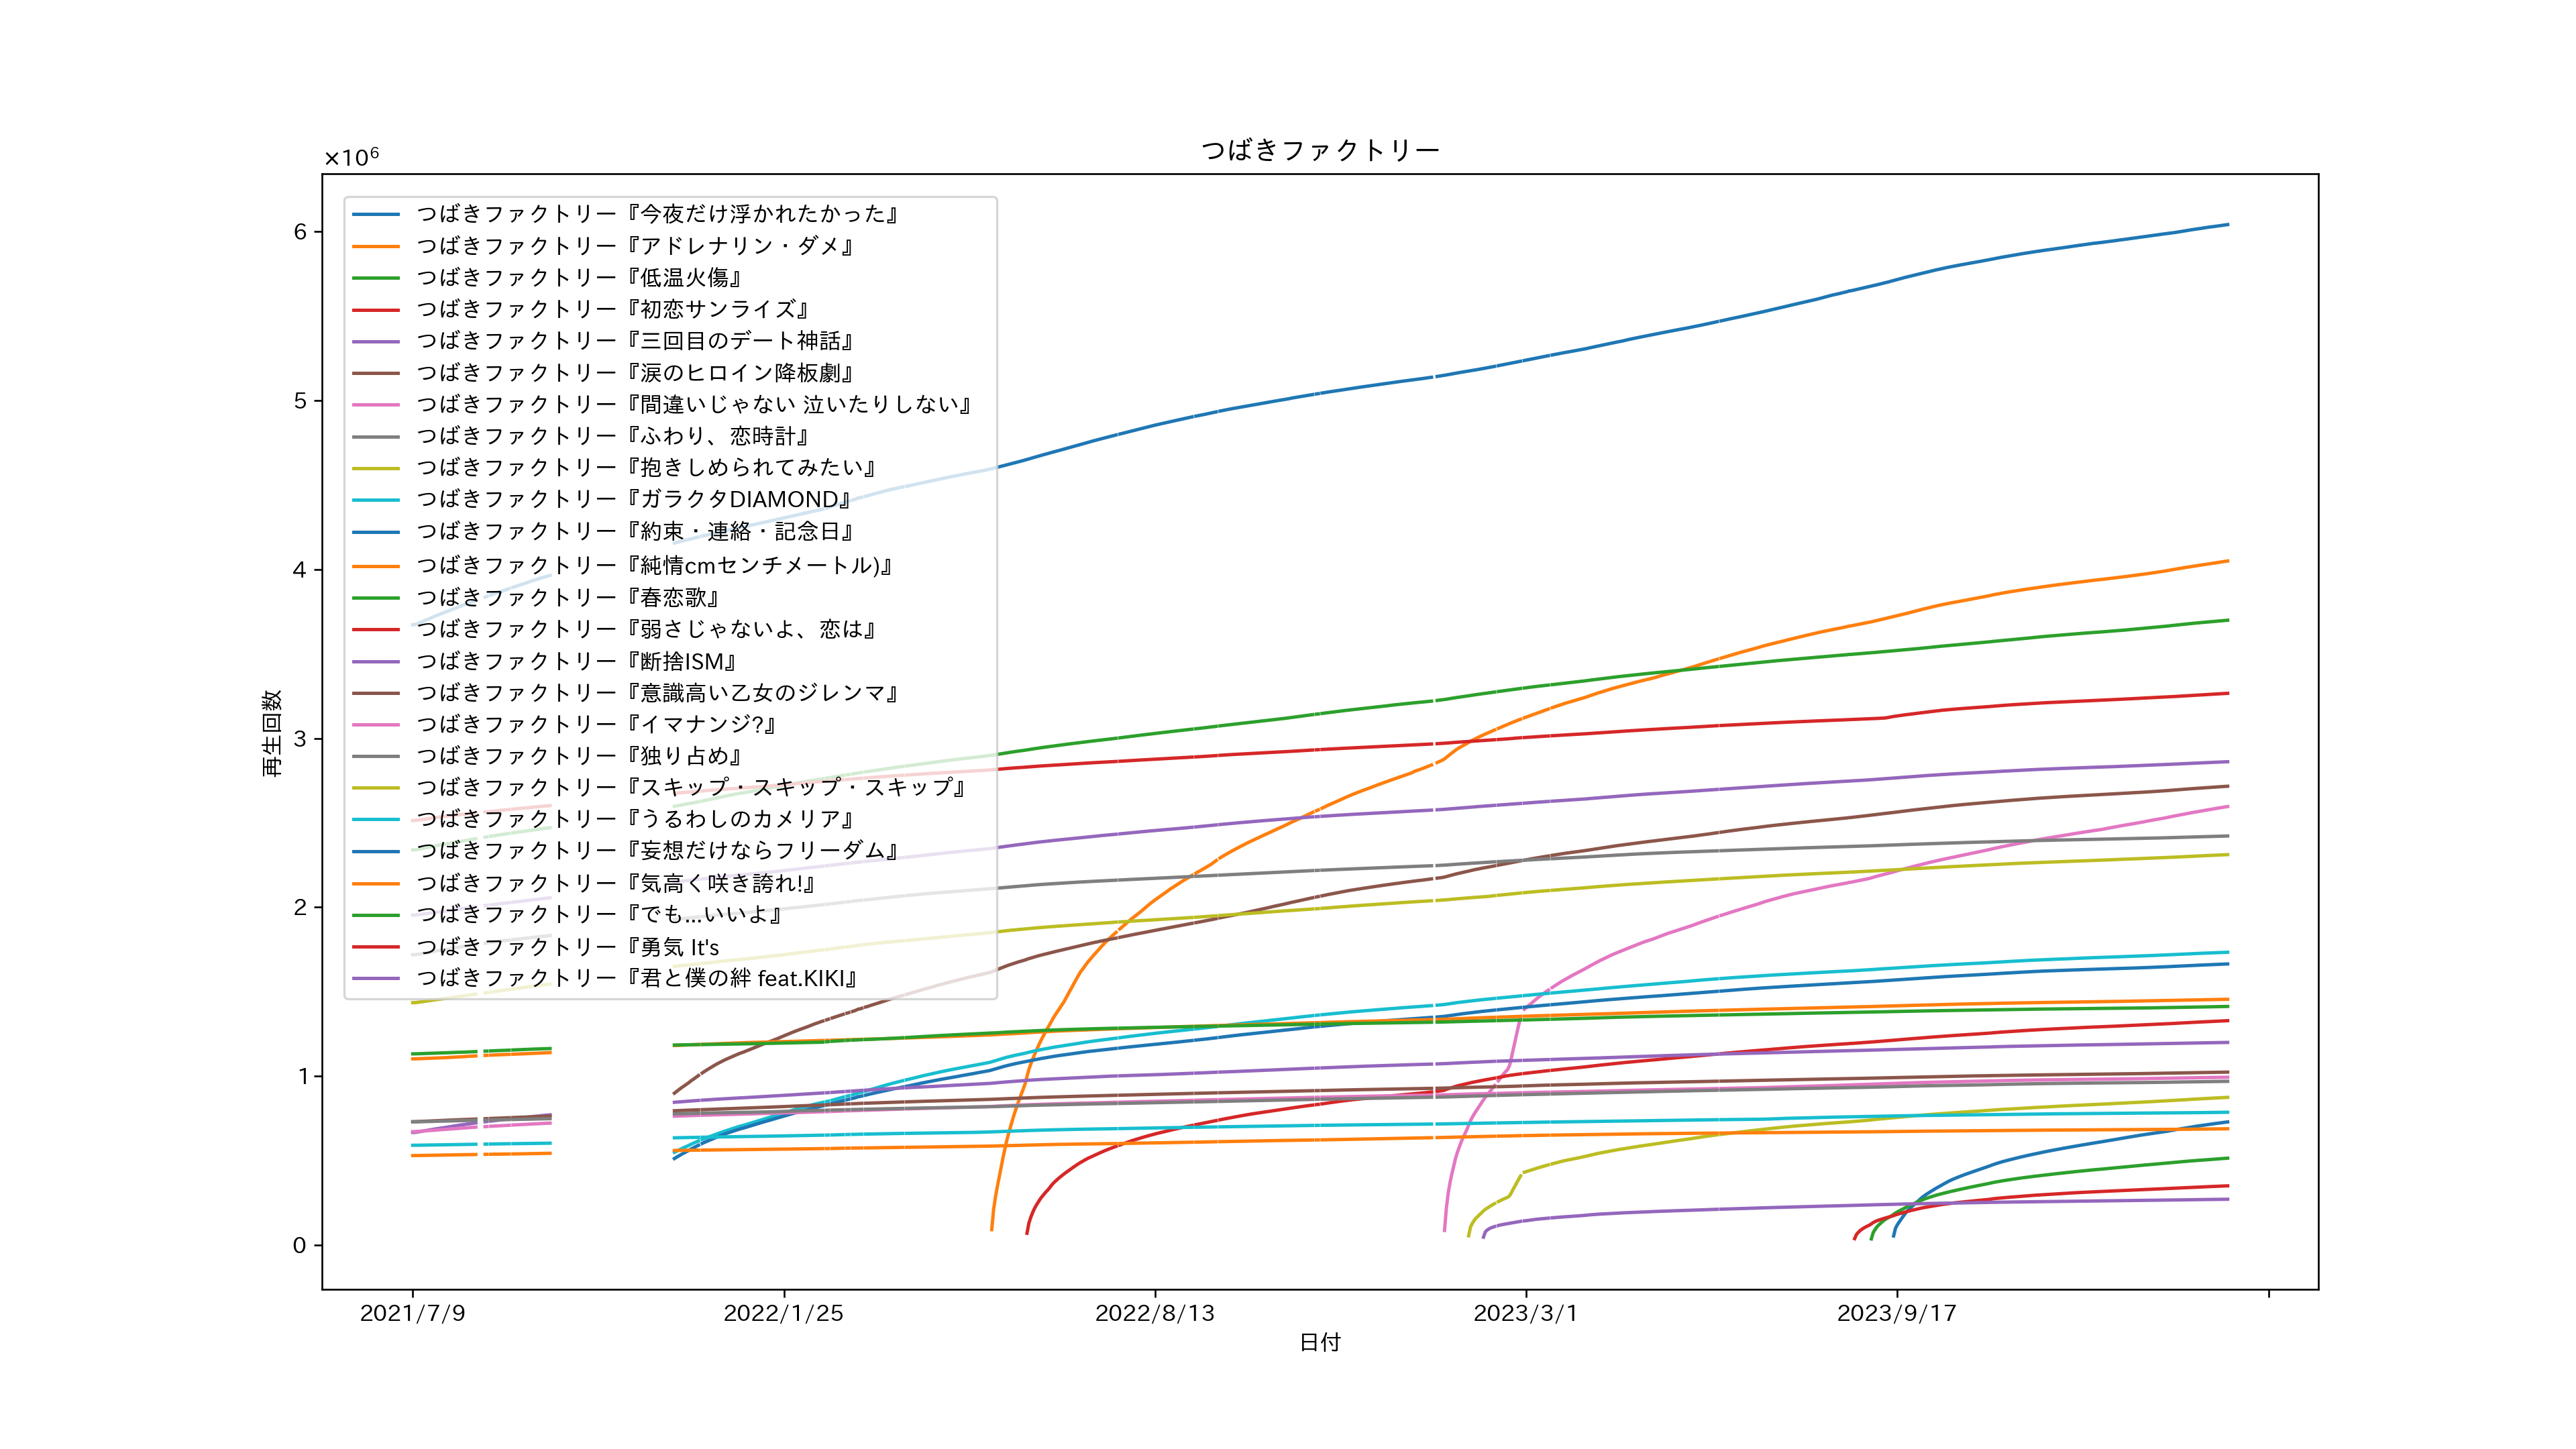 つばきファクトリー
×10⁶
つばきファクトリー『今夜だけ浮かれたかった』
つばきファクトリー『アドレナリン・ダメ』
つばきファクトリー『低温火傷』
つばきファクトリー『初恋サンライズ』
つばきファクトリー『三回目のデート神話』
つばきファクトリー『涙のヒロイン降板劇』
つばきファクトリー『間違いじゃない 泣いたりしない』
つばきファクトリー『ふわり、恋時計』
つばきファクトリー『抱きしめられてみたい』
つばきファクトリー『ガラクタDIAMOND』
つばきファクトリー『約束・連絡・記念日』
つばきファクトリー『純情cmセンチメートル)』
つばきファクトリー『春恋歌』
つばきファクトリー『弱さじゃないよ、恋は』
つばきファクトリー『断捨ISM』
つばきファクトリー『意識高い乙女のジレンマ』
つばきファクトリー『イマナンジ?』
つばきファクトリー『独り占め』
つばきファクトリー『スキップ・スキップ・スキップ』
つばきファクトリー『うるわしのカメリア』
つばきファクトリー『妄想だけならフリーダム』
つばきファクトリー『気高く咲き誇れ!』
つばきファクトリー『でも...いいよ』
つばきファクトリー『勇気 It's
つばきファクトリー『君と僕の絆 feat.KIKI』
6
5
4
3
2
1
0
再生回数
2021/7/9
2022/1/25
2022/8/13
2023/3/1
2023/9/17
日付